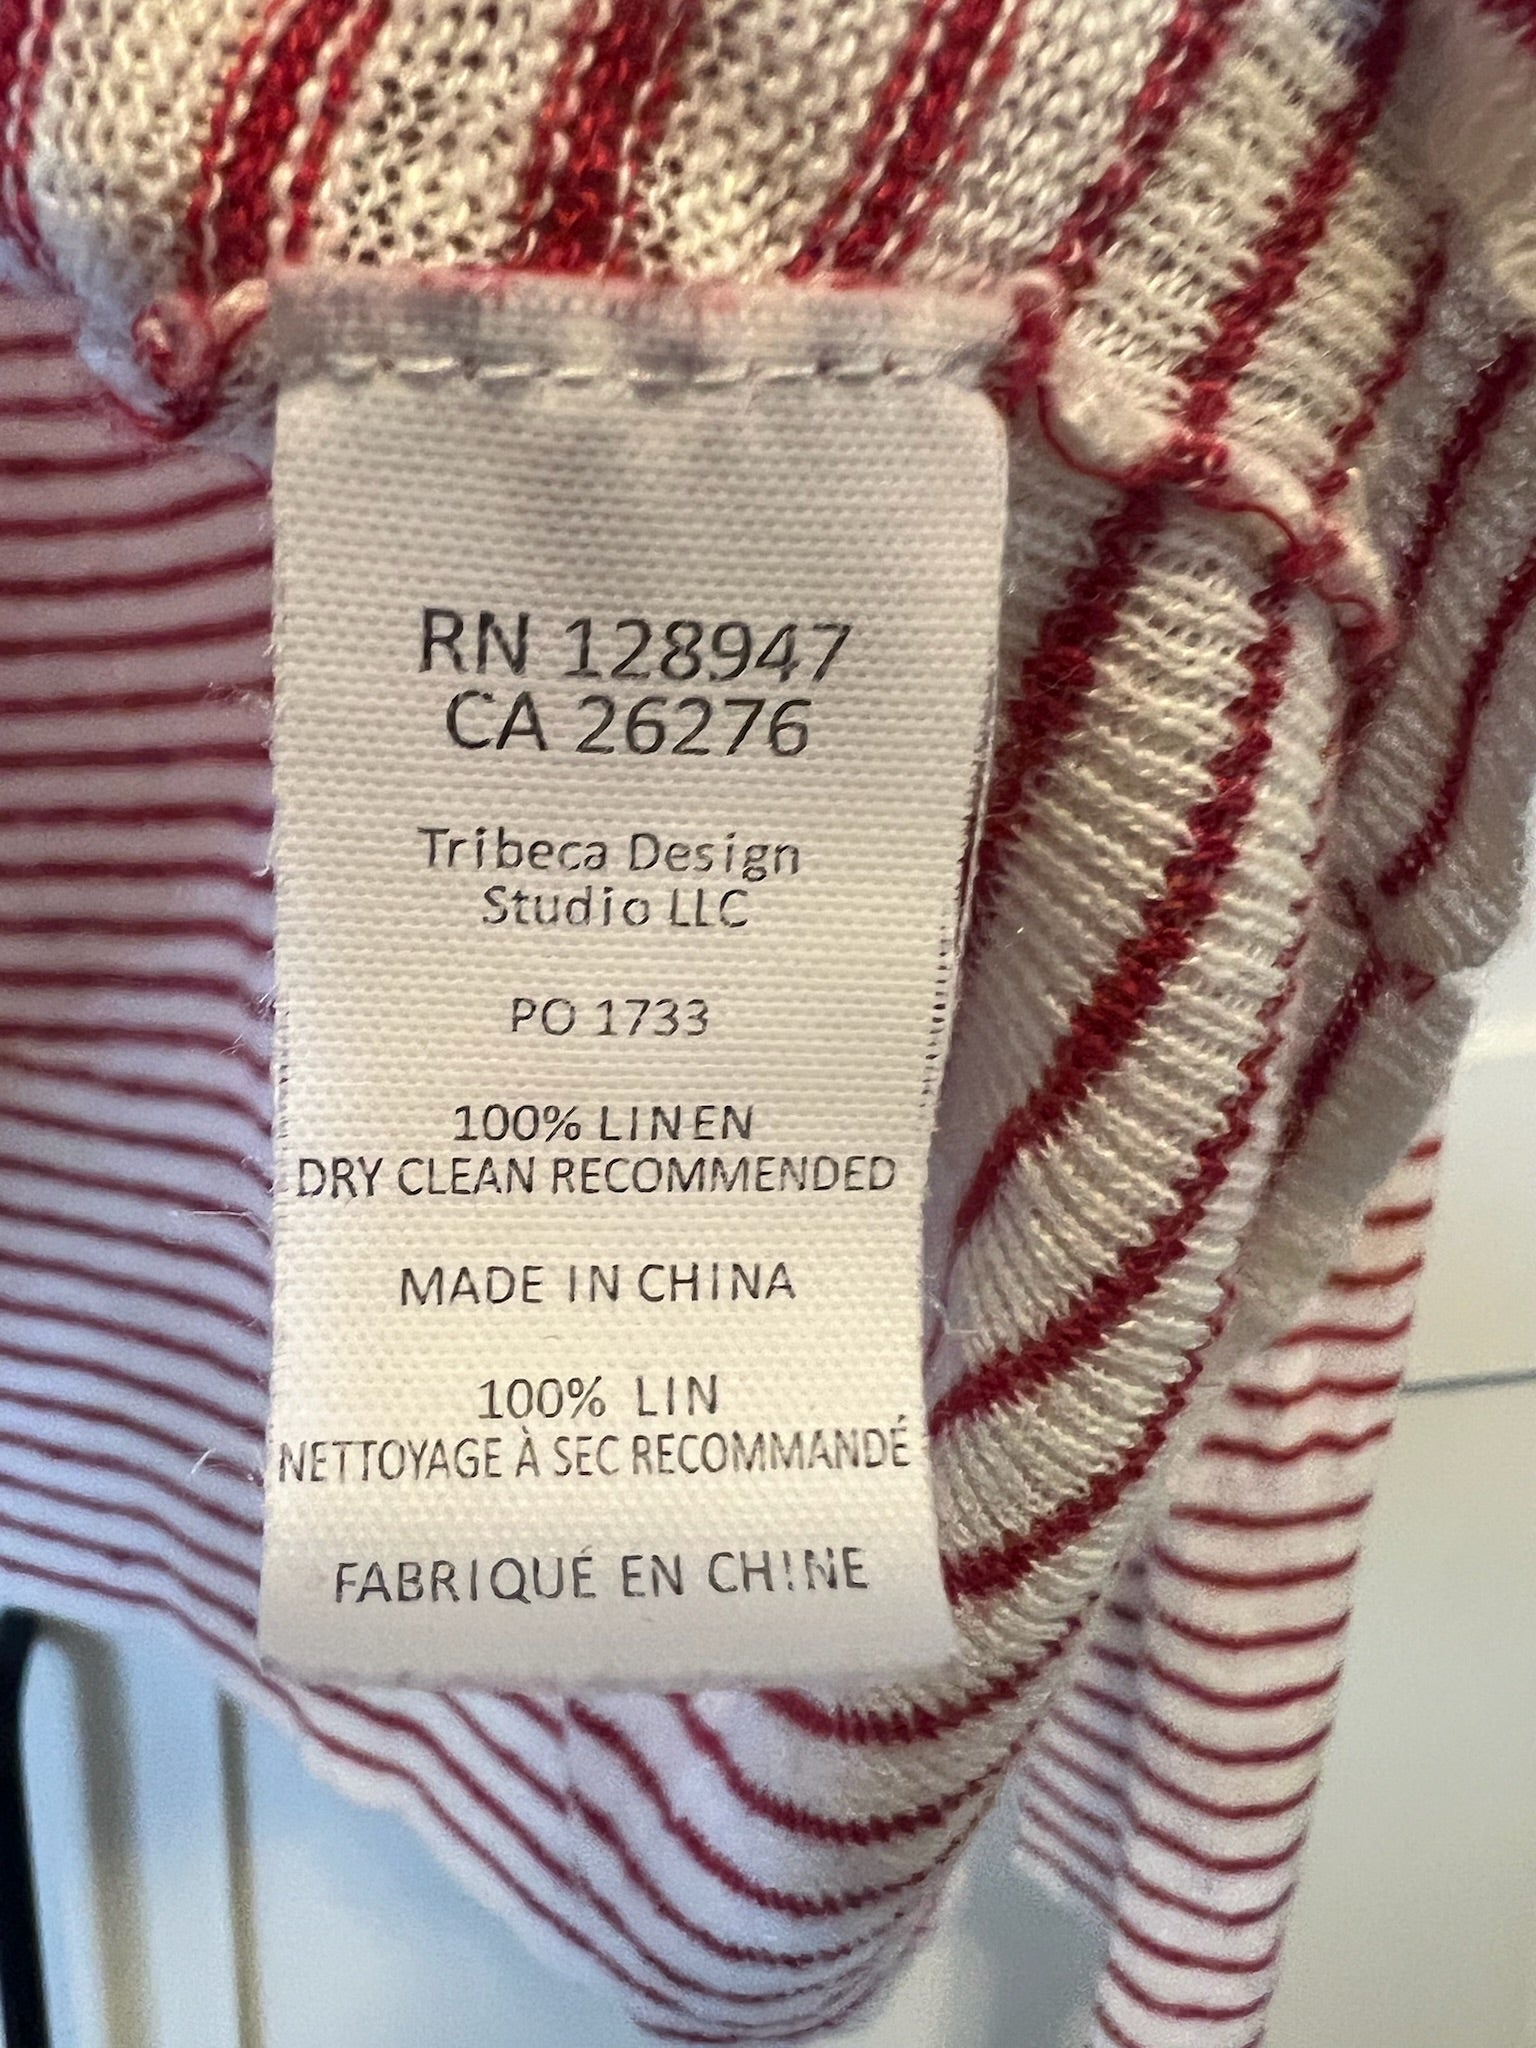 RN 128947
CA 26276
Tribeca Design
Studio LLC
PO 1733
100% LINEN
DRY CLEAN RECOMMENDED
MADE IN CHINA
100% LIN
NETTOYAGE À SEC RECOMMANDÉ
FABRIQUÉ EN CHINE